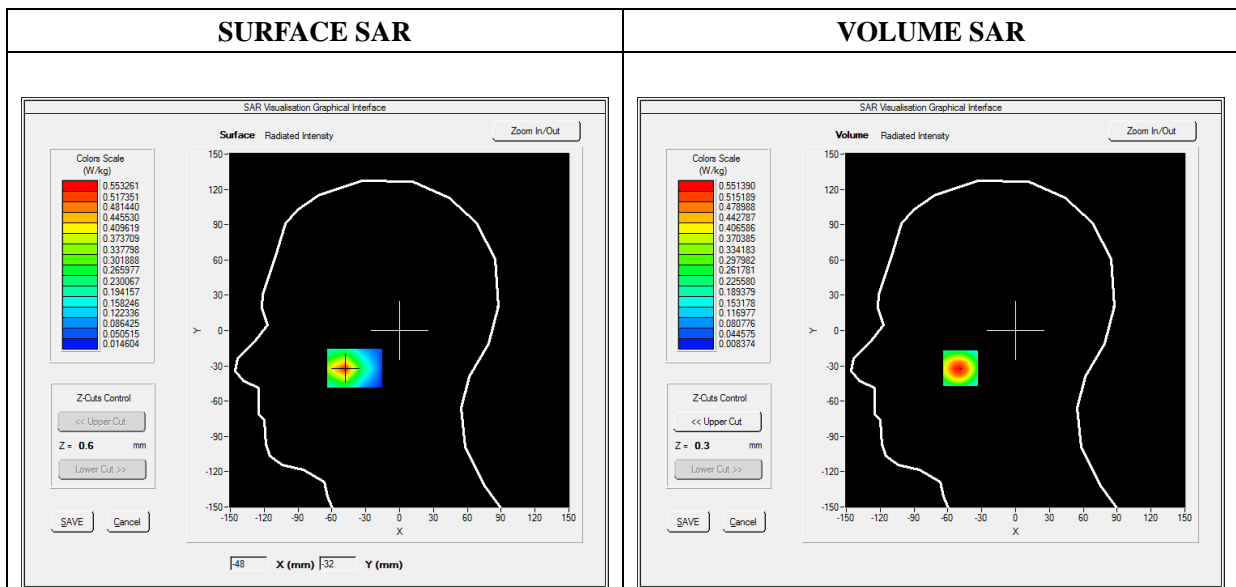 SURFACE SAR
VOLUME SAR
SAR Visualisation Graphical Interface
Surface Radiated Intensity
Zoom In/Out
Colors Scale
(W/kg)
0.553261
0.517351
0.481440
0.445530
0.409619
0.373709
0.337798
0.301888
0.265977
0.230067
0.194157
0.158246
0.122336
0.086425
0.050515
0.014604
Z-Cuts Control
<< Upper Cut
Z = 0.6 mm
Lower Cut >>
SAVE Cancel
150
120
90
60
30
0
-30
-60
-90
-120
-150
Y
-150 -120 -90 -60 -30 0 30 60 90 120 150
X
-48 X (mm) -32 Y (mm)
SAR Visualisation Graphical Interface
Volume Radiated Intensity
Zoom In/Out
Colors Scale
(W/kg)
0.551390
0.515189
0.478988
0.442787
0.406586
0.370385
0.334183
0.297982
0.261781
0.225580
0.189379
0.153178
0.116977
0.080776
0.044575
0.008374
Z-Cuts Control
<< Upper Cut
Z = 0.3 mm
Lower Cut >>
SAVE Cancel
150
120
90
60
30
0
-30
-60
-90
-120
-150
Y
-150 -120 -90 -60 -30 0 30 60 90 120 150
X